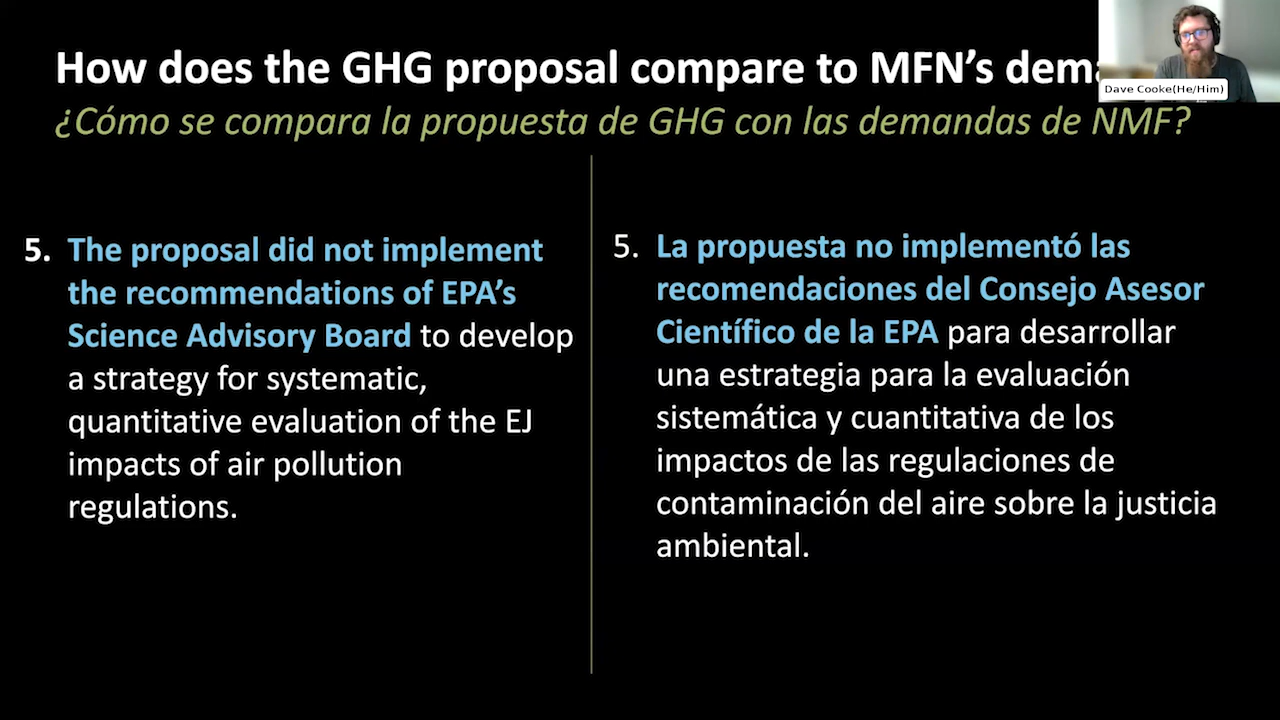 How does the GHG proposal compare to MFN's
¿Cómo se compara la propuesta de GHG con las demandas de NMF?
Dave Cooke(He/Him)
5. The proposal did not implement
the recommendations of EPA's
Science Advisory Board to develop
a strategy for systematic,
quantitative evaluation of the EJ
impacts of air pollution
regulations.
5. La propuesta no implementó las
recomendaciones del Consejo Asesor
Científico de la EPA para desarrollar
una estrategia para la evaluación
sistemática y cuantitativa de los
impactos de las regulaciones de
contaminación del aire sobre la justicia
ambiental.